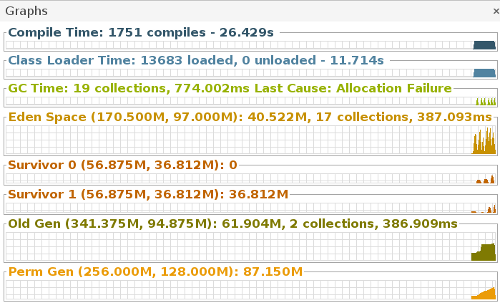 Graphs
Compile Time: 1751 compiles - 26.429s
Class Loader Time: 13683 loaded, 0 unloaded - 11.714s
GC Time: 19 collections, 774.002ms Last Cause: Allocation Failure
Eden Space (170.500M, 97.000M): 40.522M, 17 collections, 387.093ms
Survivor 0 (56.875M, 36.812M): 0
Survivor 1 (56.875M, 36.812M): 36.812M
Old Gen (341.375M, 94.875M): 61.904M, 2 collections, 386.909ms
Perm Gen (256.000M, 128.000M): 87.150M